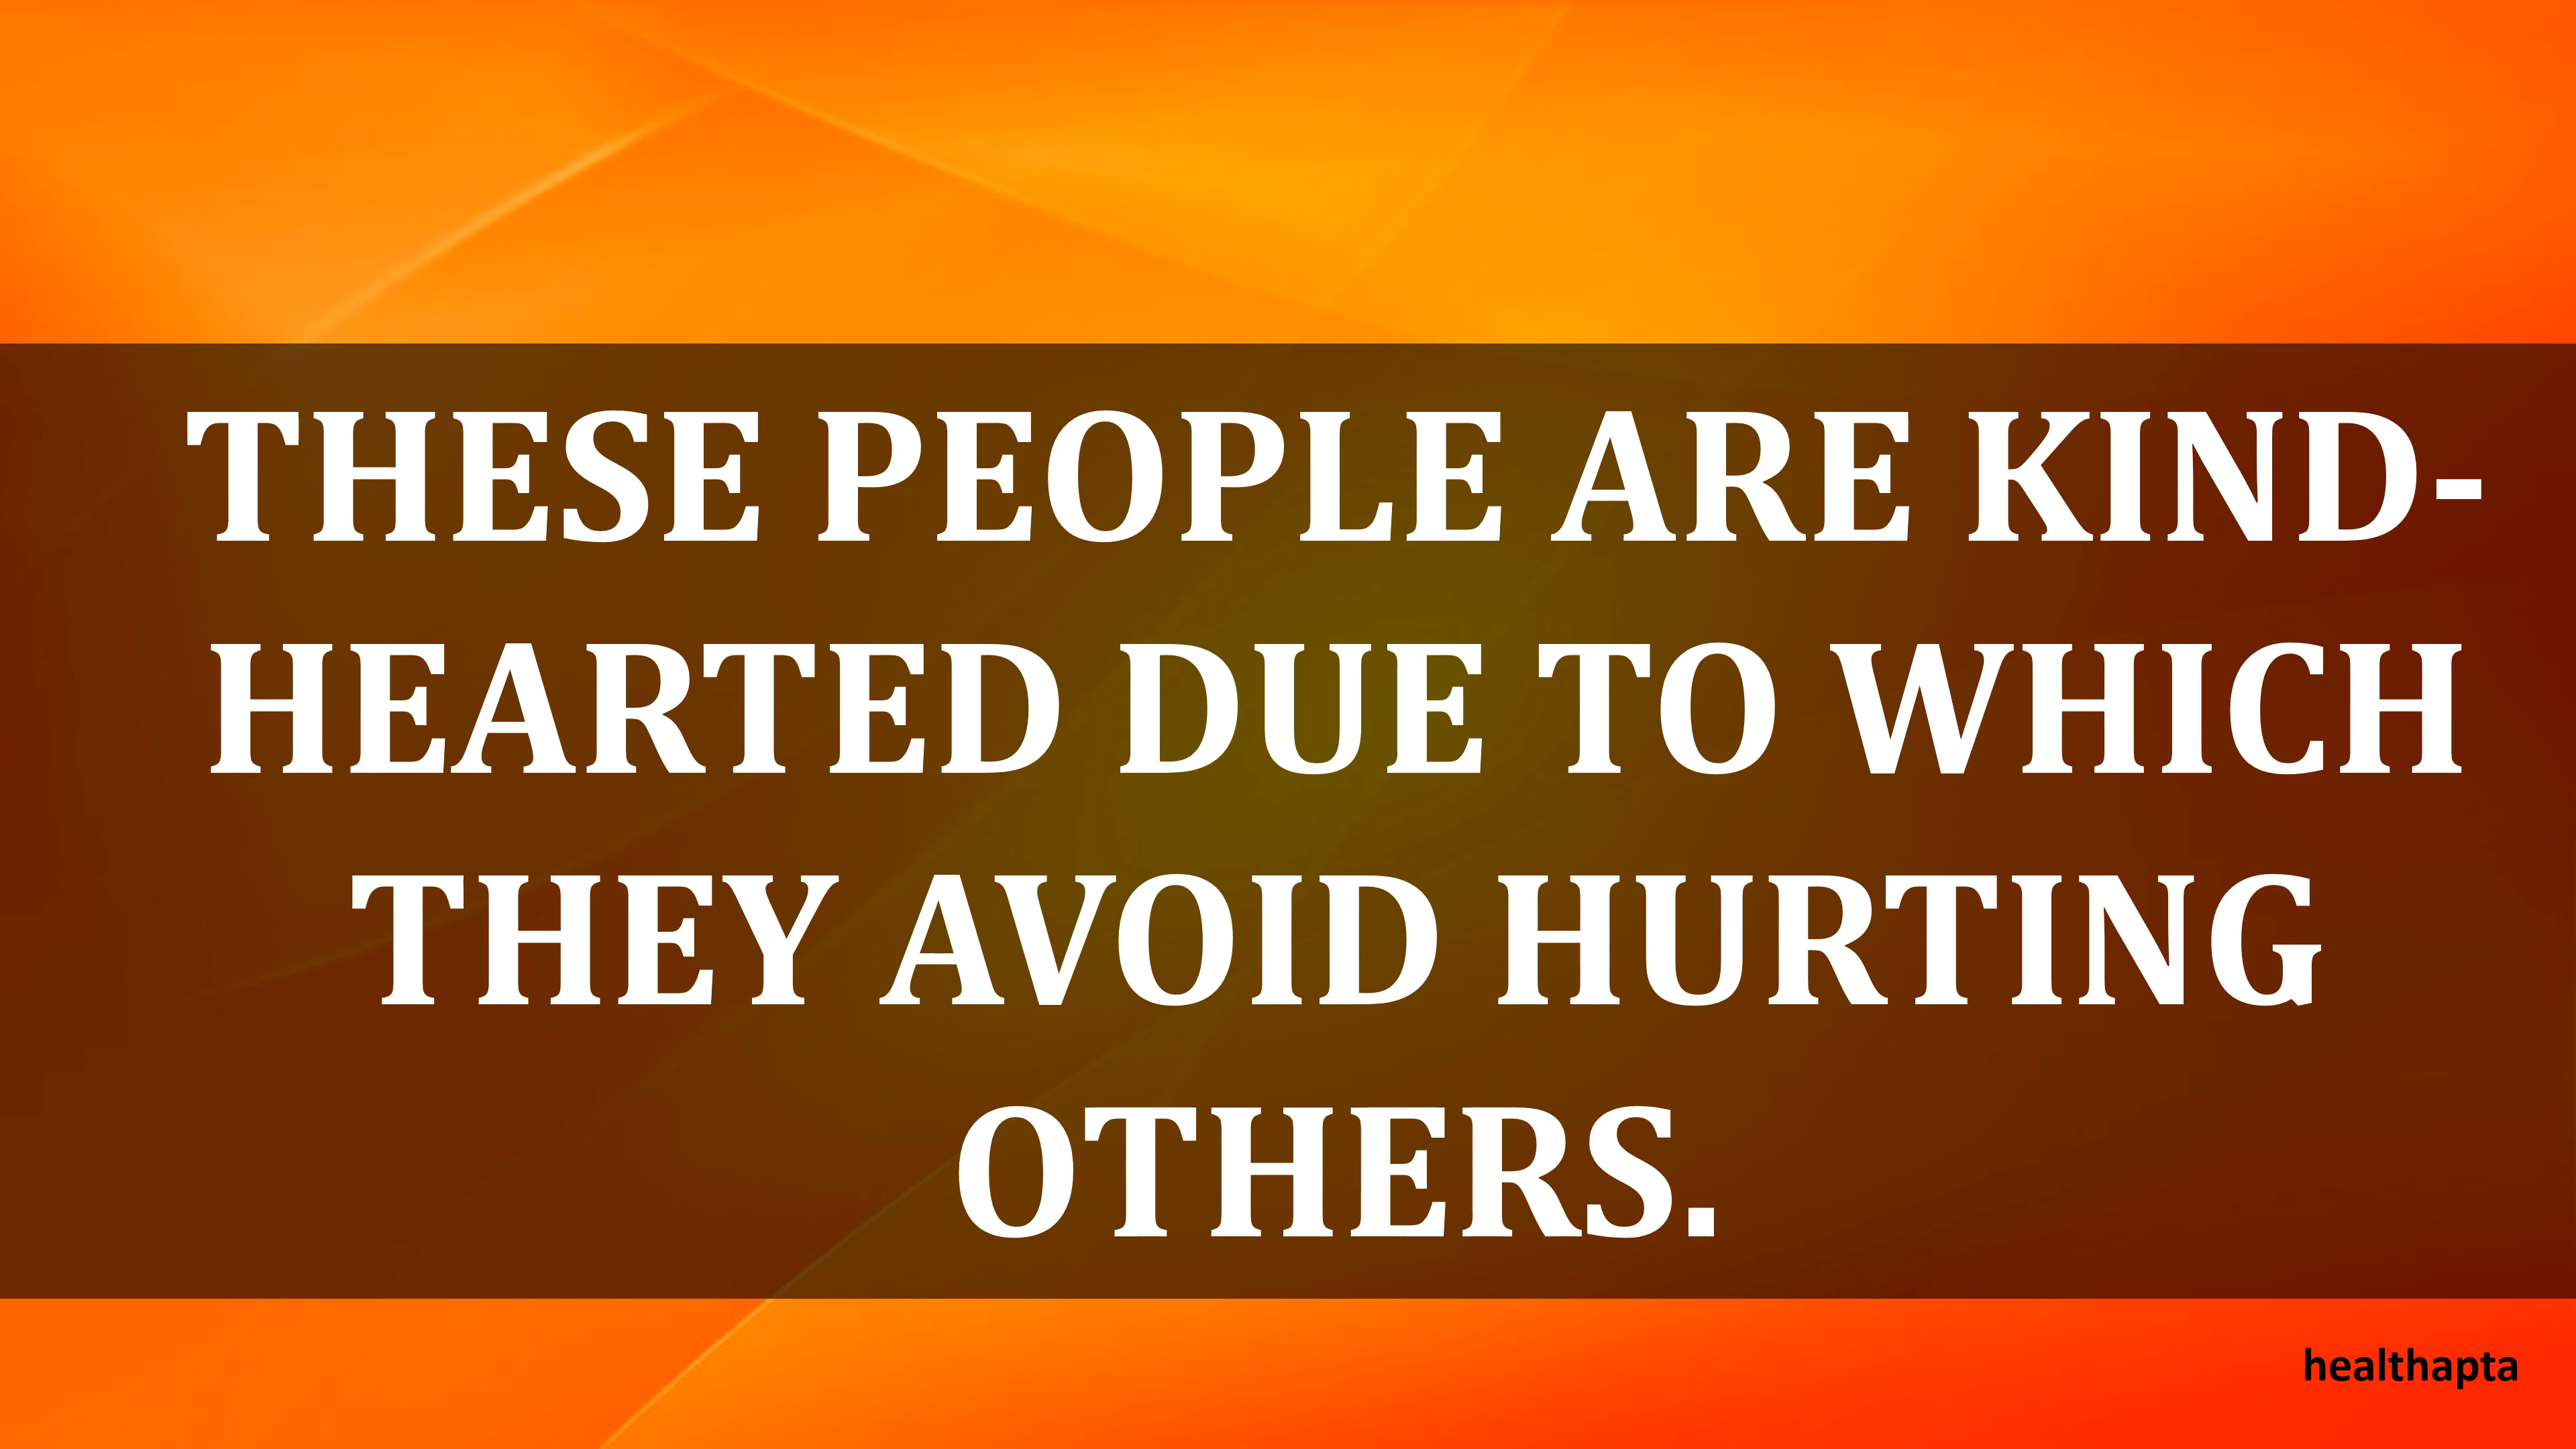 THESE PEOPLE ARE KIND-
HEARTED DUE TO WHICH
THEY AVOID HURTING
OTHERS.
healthapta